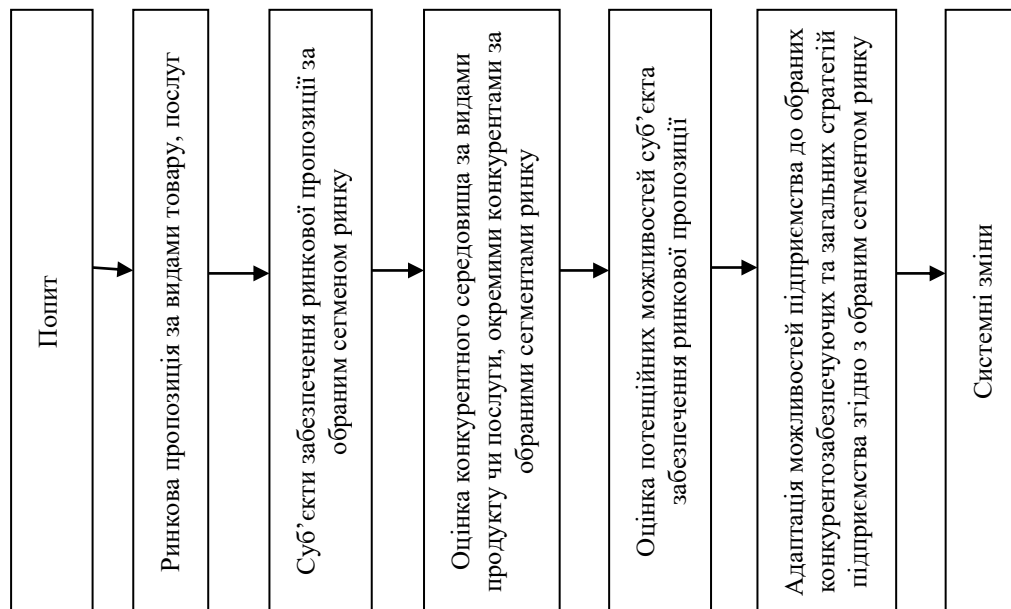 Попит
Ринкова пропозиція за видами товару, послуг
Суб’єкти забезпечення ринкової пропозиції за
обраним сегменом ринку
Оцінка конкурентного середовища за видами
продукту чи послуги, окремими конкурентами за
обраними сегментами ринку
Оцінка потенційних можливостей суб’єкта
забезпечення ринкової пропозиції
Адаптація можливостей підприємства до обраних
конкурентозабезпечуючих та загальних стратегій
підприємства згідно з обраним сегментом ринку
Системні зміни